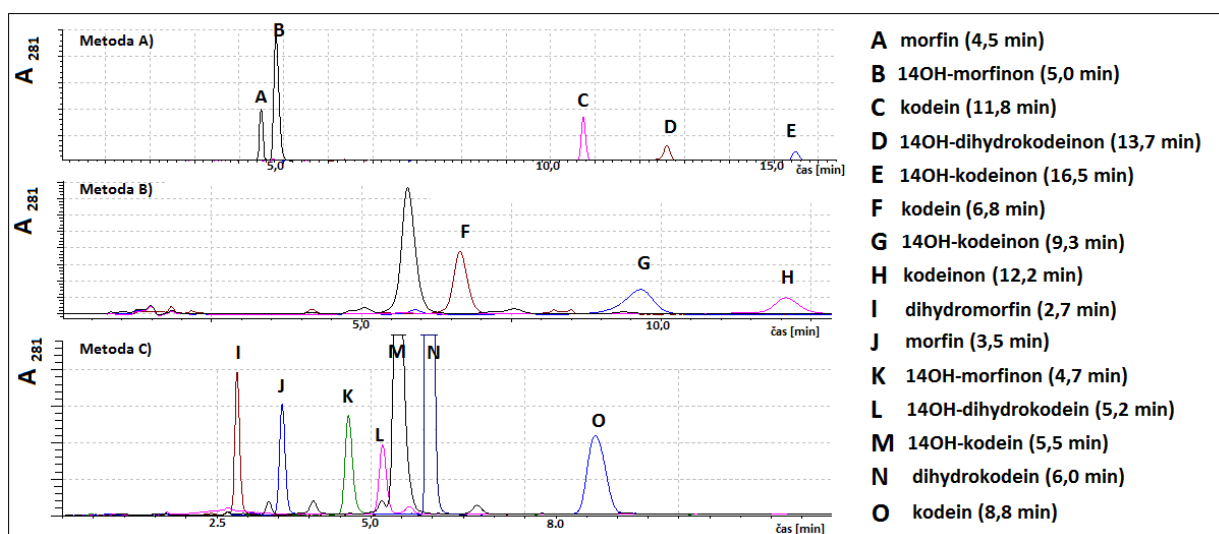 Metoda A)
A 281
A
B
C
D
E
5,0
10,0
15,0
čas [min]
Metoda B)
A 281
F
G
H
5,0
10,0
čas [min]
Metoda C)
A 281
I
J
K
L
M
N
O
2.5
5,0
8.0
čas [min]
A morfin (4,5 min)
B 14OH-morfinon (5,0 min)
C kodein (11,8 min)
D 14OH-dihydrokodeinon (13,7 min)
E 14OH-kodeinon (16,5 min)
F kodein (6,8 min)
G 14OH-kodeinon (9,3 min)
H kodeinon (12,2 min)
I dihydromorfin (2,7 min)
J morfin (3,5 min)
K 14OH-morfinon (4,7 min)
L 14OH-dihydrokodein (5,2 min)
M 14OH-kodein (5,5 min)
N dihydrokodein (6,0 min)
O kodein (8,8 min)